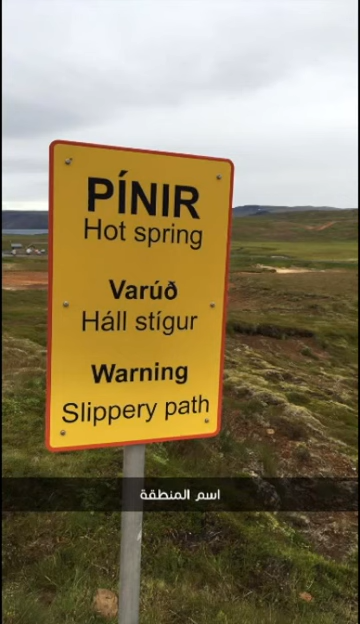 PÍNIR
Hot spring
Varúð
Háll stígur
Warning
Slippery path
اسم المنطقة